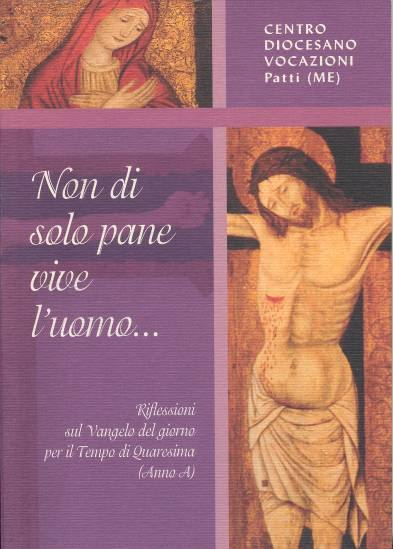 CENTRO
DIOCESANO
VOCAZIONI
Patti (ME)
Non di
solo pane
vive
l'uomo...
Riflessioni
sul Vangelo del giorno
per il Tempo di Quaresima
(Anno A)